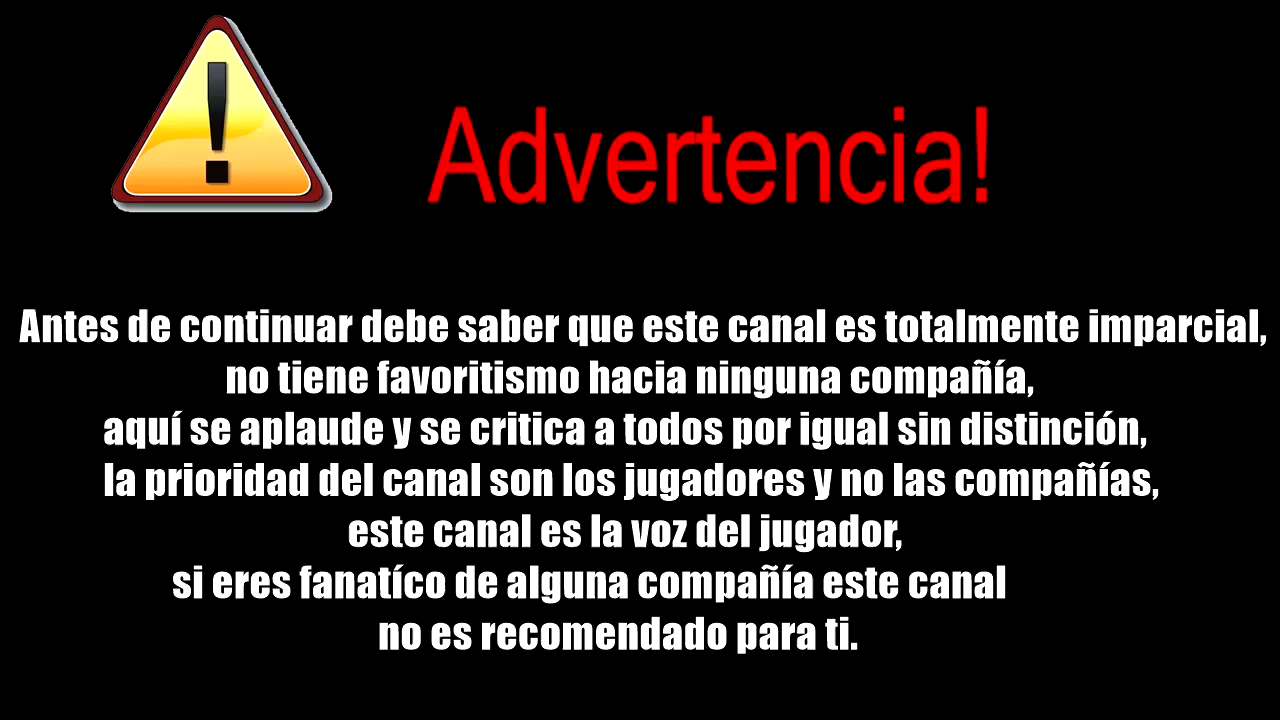 Advertencia!
Antes de continuar debe saber que este canal es totalmente imparcial,
no tiene favoritismo hacia ninguna compañía,
aquí se aplaude y se critica a todos por igual sin distinción,
la prioridad del canal son los jugadores y no las compañías,
este canal es la voz del jugador,
si eres fanatíco de alguna compañía este canal
no es recomendado para ti.